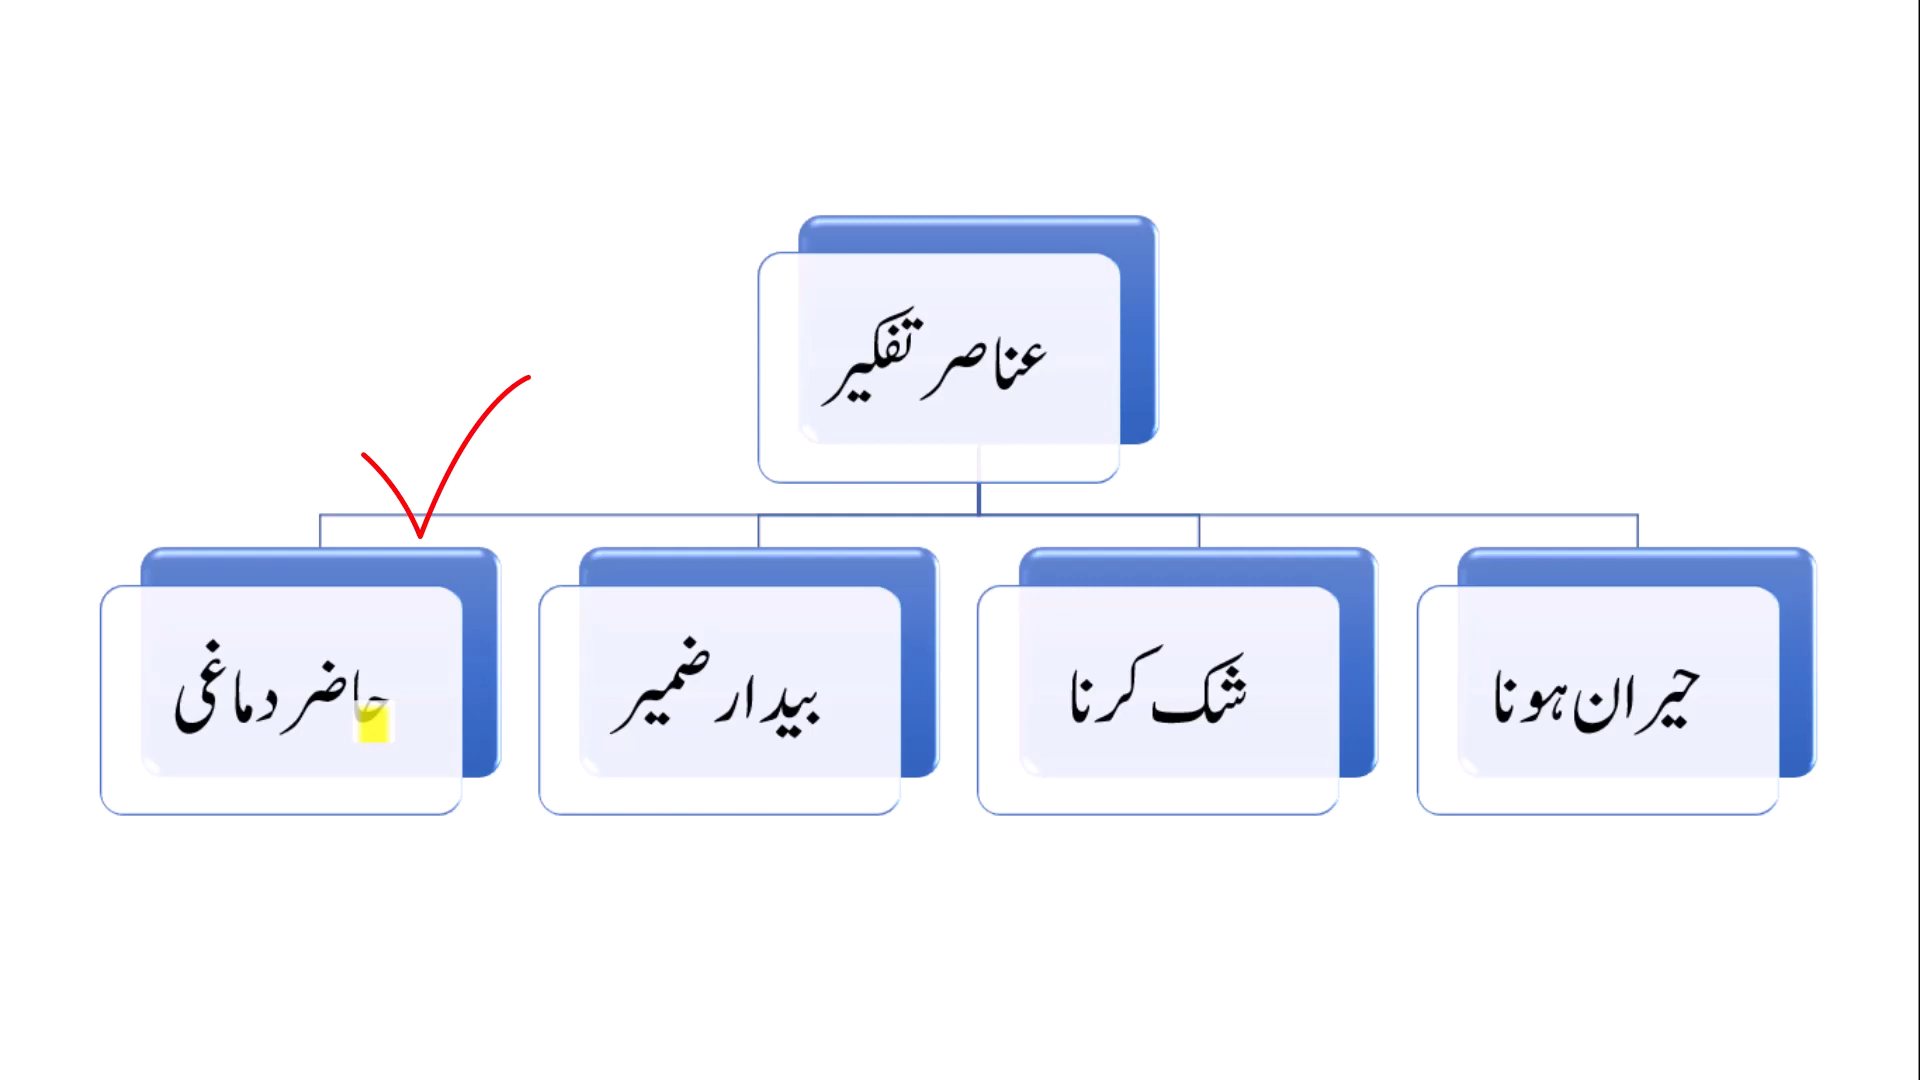 عناصر تفکیر
حیران ہونا
شک کرنا
بیدار ضمیر
حاضر دماغی